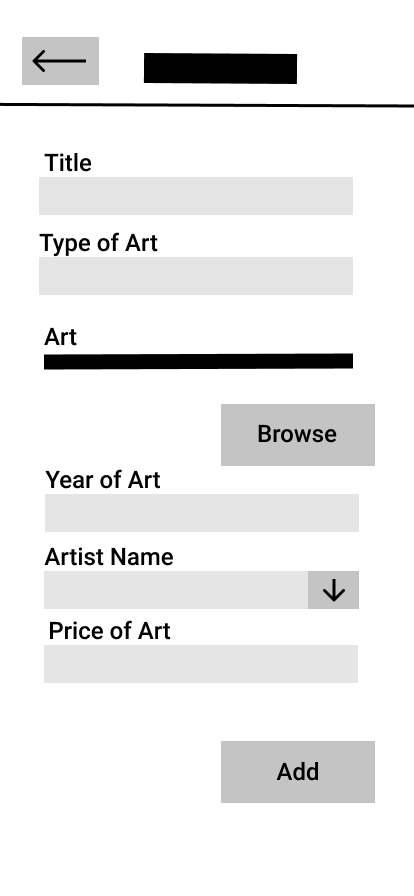 Title
Type of Art
Art
Browse
Year of Art
Artist Name
Price of Art
Add